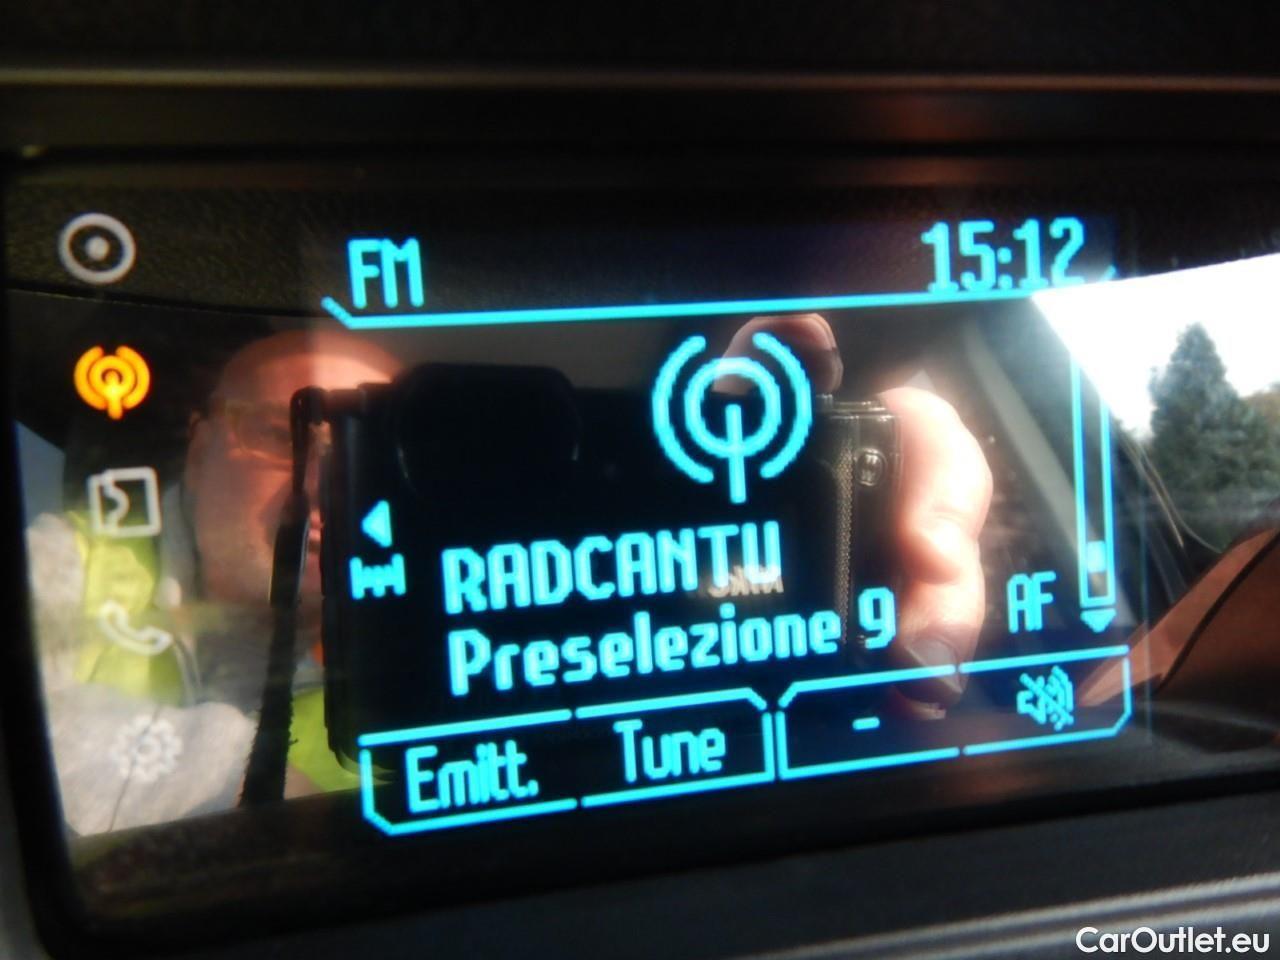 FM 15:12
RADCANTU
Preselezione 9 AF
Emitt. Tune -
CarOutlet.eu